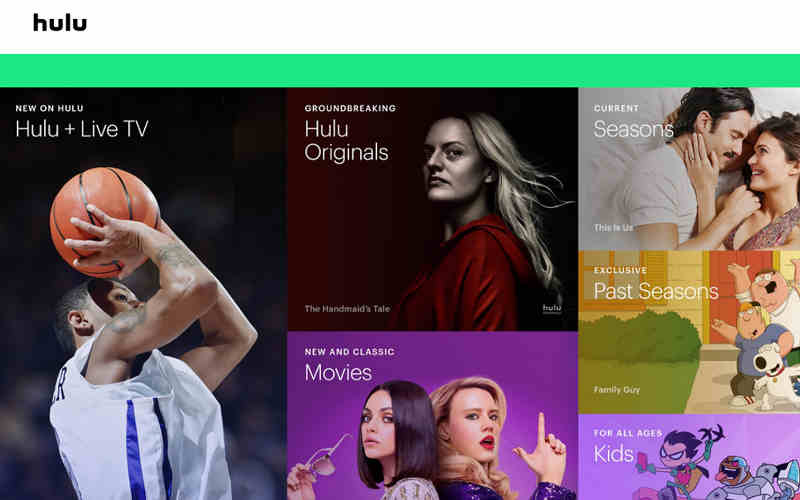 hulu
NEW ON HULU
Hulu + Live TV
GROUNDBREAKING
Hulu
Originals
The Handmaid's Tale
hulu
CURRENT
Seasons
This Is Us
EXCLUSIVE
Past Seasons
Family Guy
NEW AND CLASSIC
Movies
FOR ALL AGES
Kids